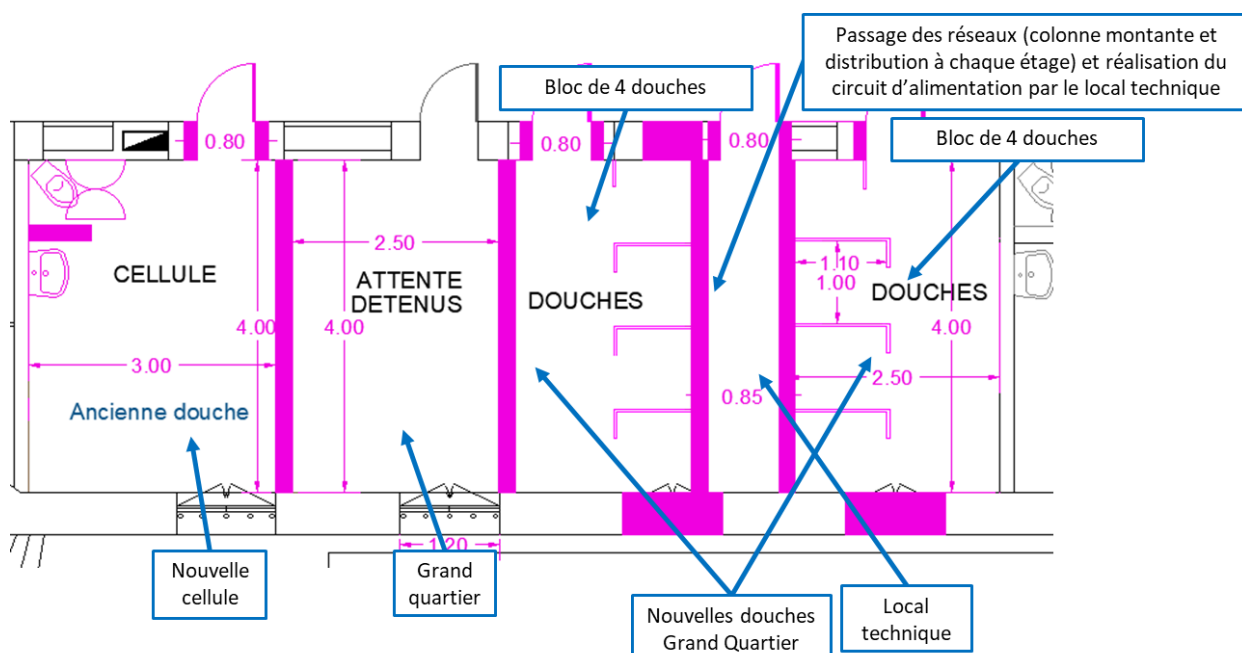 Passage des réseaux (colonne montante et
distribution à chaque étage) et réalisation du
circuit d'alimentation par le local technique
Bloc de 4 douches
Bloc de 4 douches
0.80
0.80
0.80
CELLULE
2.50
ATTENTE
DETENUS
DOUCHES
1.10
1.00
DOUCHES
4.00
4.00
4.00
3.00
0.85
2.50
Ancienne douche
1.20
Nouvelle
cellule
Grand
quartier
Nouvelles douches
Grand Quartier
Local
technique